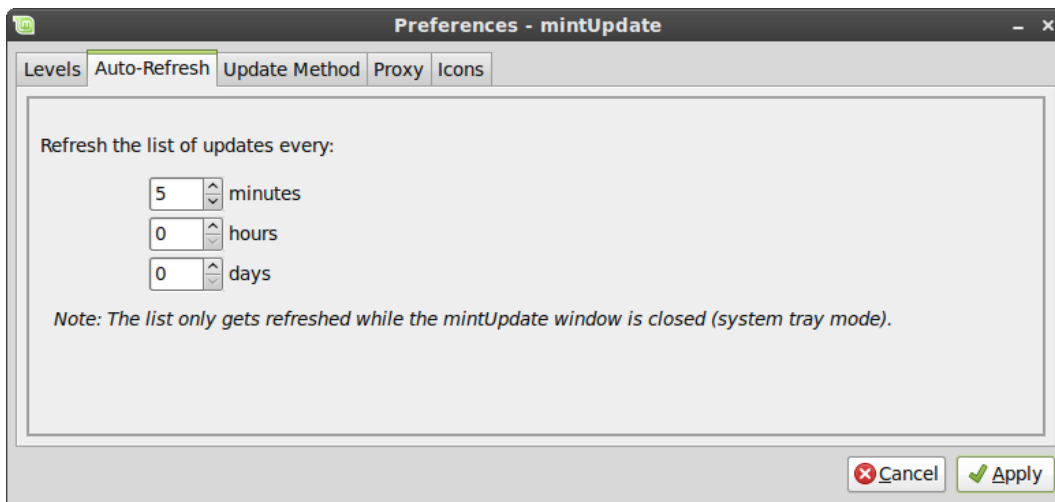 Preferences - mintUpdate
Levels Auto-Refresh Update Method Proxy Icons
Refresh the list of updates every:
5 minutes
0 hours
0 days
Note: The list only gets refreshed while the mintUpdate window is closed (system tray mode).
Cancel Apply